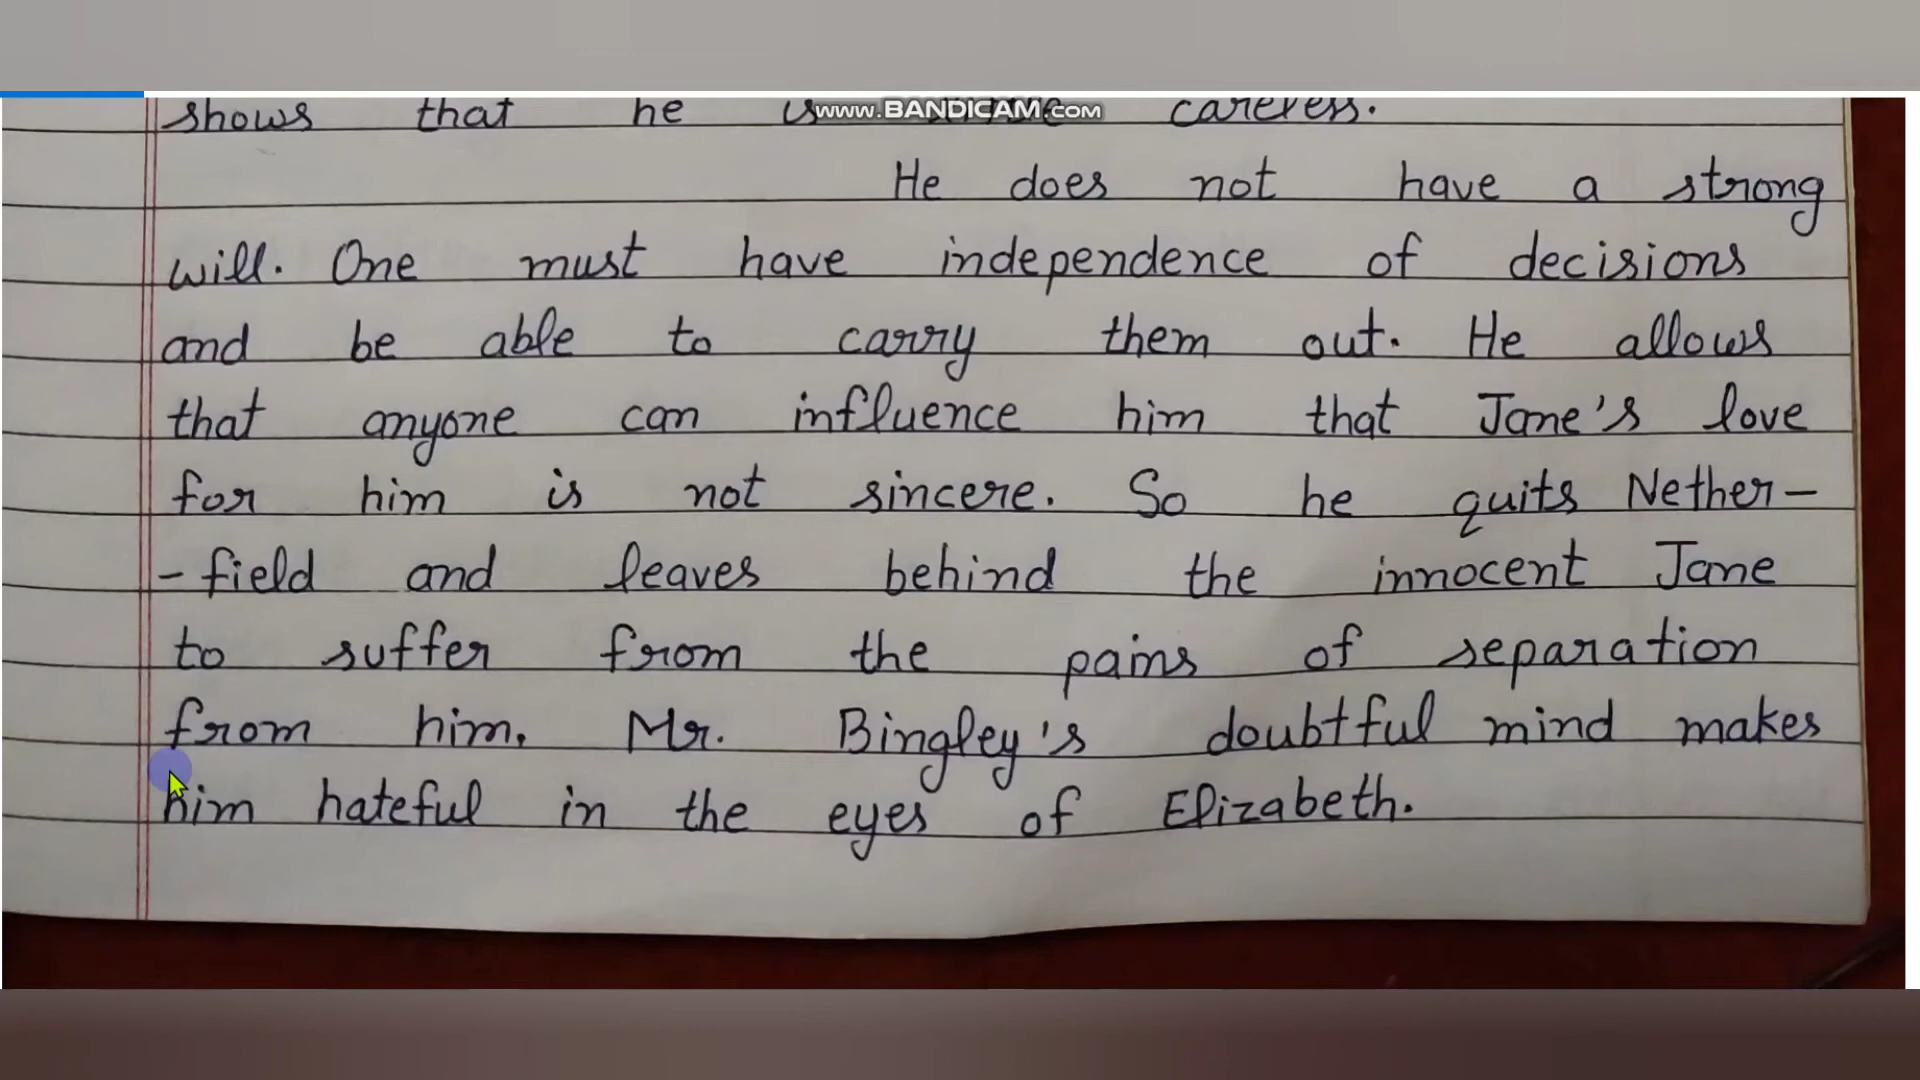 shows that he is careless.
www.BANDICAM.com
He does not have a strong
will. One must have independence of decisions
and be able to carry them out. He allows
that anyone can influence him that Jane's love
for him is not sincere. So he quits Nether-
-field and leaves behind the innocent Jane
to suffer from the pains of separation
from him. Mr. Bingley's doubtful mind makes
him hateful in the eyes of Elizabeth.